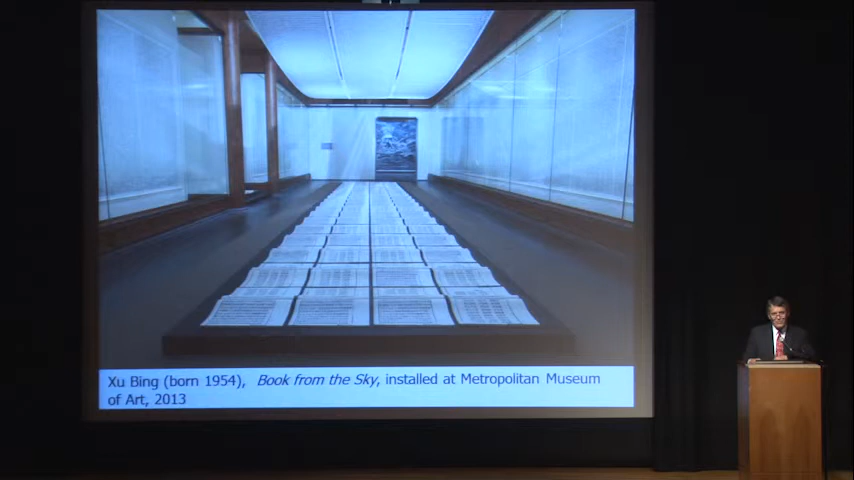 Xu Bing (born 1954), Book from the Sky, installed at Metropolitan Museum
of Art, 2013